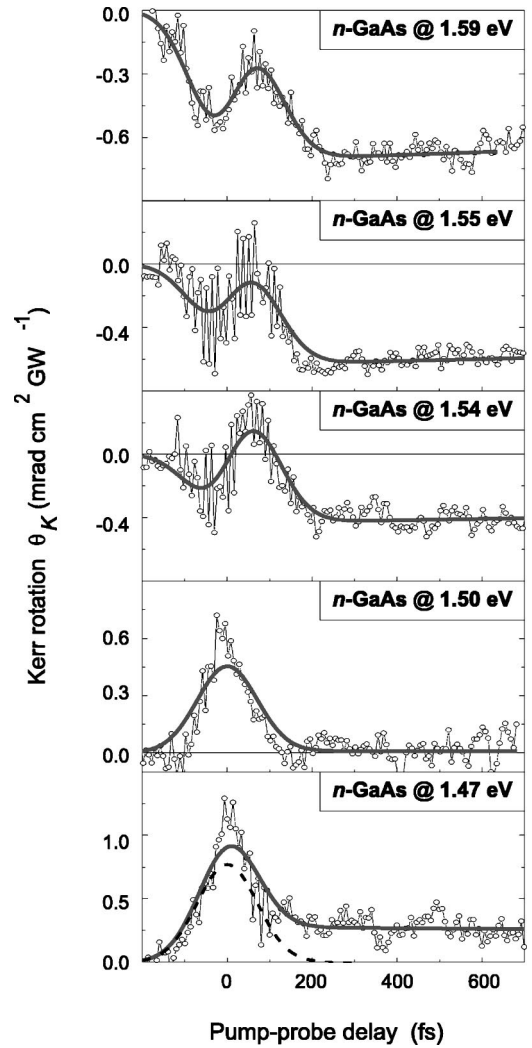 Kerr rotation θK (mrad cm2 GW -1)
n-GaAs @ 1.59 eV
0.0
-0.3
-0.6
n-GaAs @ 1.55 eV
0.0
-0.4
n-GaAs @ 1.54 eV
0.0
-0.4
n-GaAs @ 1.50 eV
0.6
0.3
0.0
n-GaAs @ 1.47 eV
1.0
0.5
0.0
0 200 400 600
Pump-probe delay (fs)